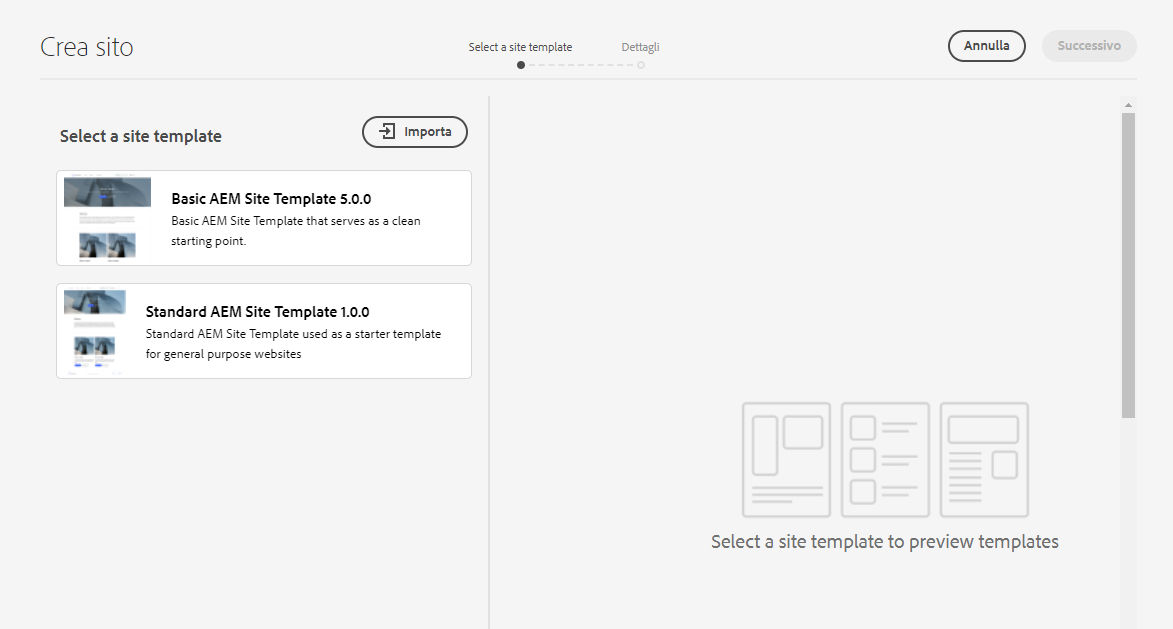 Crea sito
Select a site template
Dettagli
Annulla
Successivo
Select a site template
Importa
Basic AEM Site Template 5.0.0
Basic AEM Site Template that serves as a clean
starting point.
Standard AEM Site Template 1.0.0
Standard AEM Site Template used as a starter template
for general purpose websites
Select a site template to preview templates